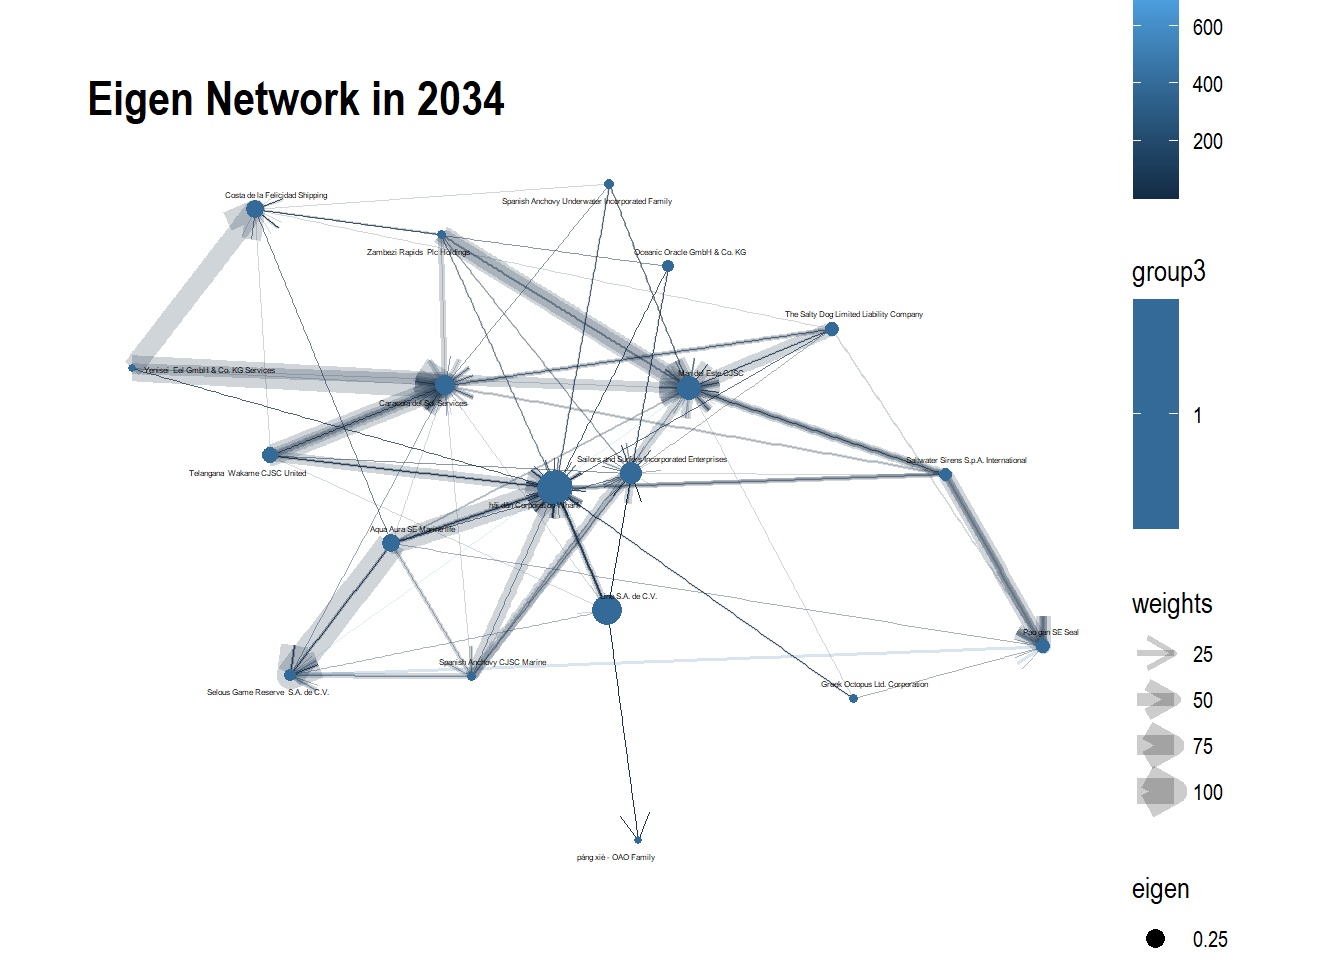 600
Eigen Network in 2034
400
200
Costa de la Felicidad Shipping
Spanish Anchovy Underwater Incorporated Family
Zambezi Rapids Plc Holdings
Oceanic Oracle GmbH & Co. KG
group3
The Salty Dog Limited Liability Company
Yenisei Eel GmbH & Co. KG Services
Mar del Este CJSC
Caracola del Sol Services
1
Sailors and Surfers Incorporated Enterprises
Saltwater Sirens S.p.A. International
Telangana Wakame CJSC United
hǎi dǎn Corporation Wharf
Aqua Aura SE Marine life
S.A. de C.V.
weights
Pao gan SE Seal
25
Spanish Anchovy CJSC Marine
Greek Octopus Ltd. Corporation
Selous Game Reserve S.A. de C.V.
50
75
100
páng xiè - OAO Family
eigen
0.25